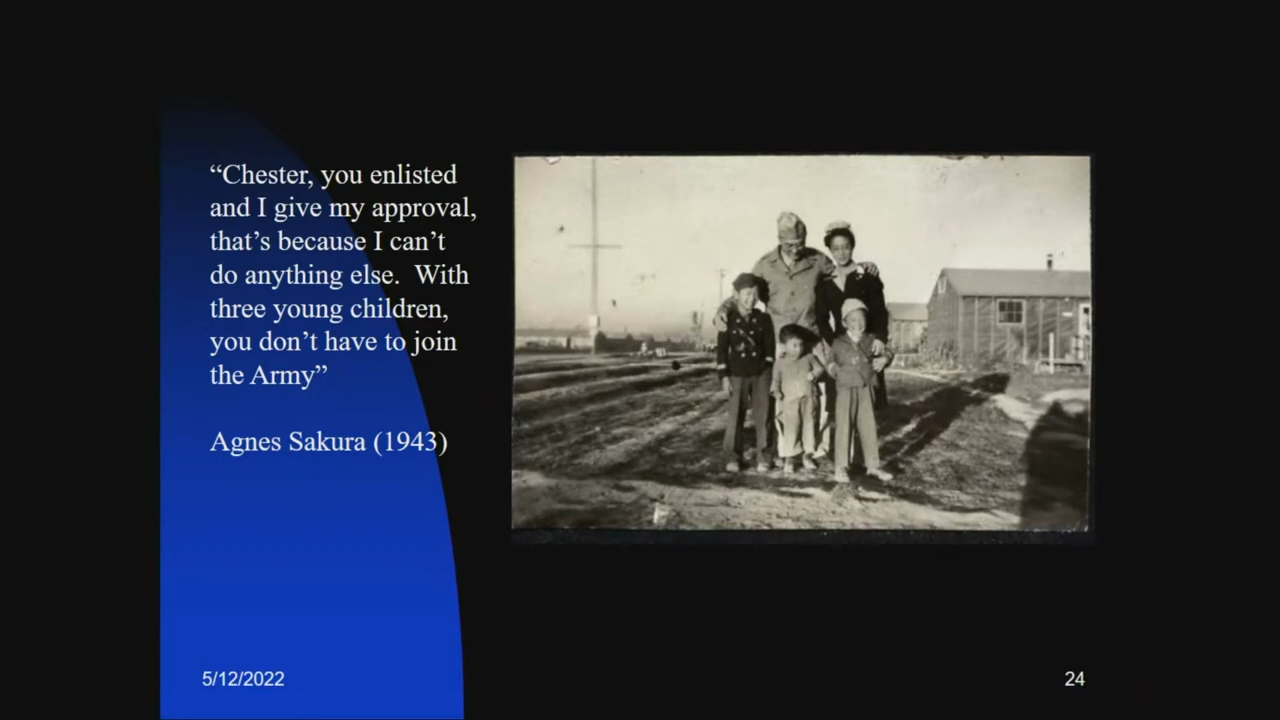 “Chester, you enlisted
and I give my approval,
that’s because I can’t
do anything else.  With
three young children,
you don’t have to join
the Army”
Agnes Sakura (1943)
5/12/2022
24